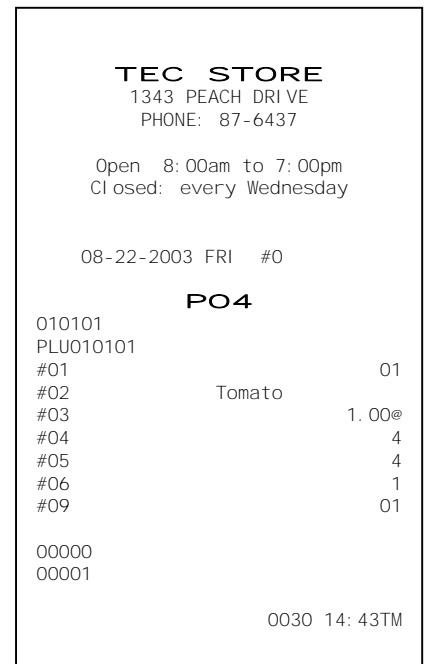 TEC STORE
1343 PEACH DRIVE
PHONE: 87-6437
Open 8:00am to 7:00pm
Closed: every Wednesday
08-22-2003 FRI #0
PO4
010101
PLU010101
#01 01
#02 Tomato
#03 1.00@
#04 4
#05 4
#06 1
#09 01
00000
00001
0030 14:43TM